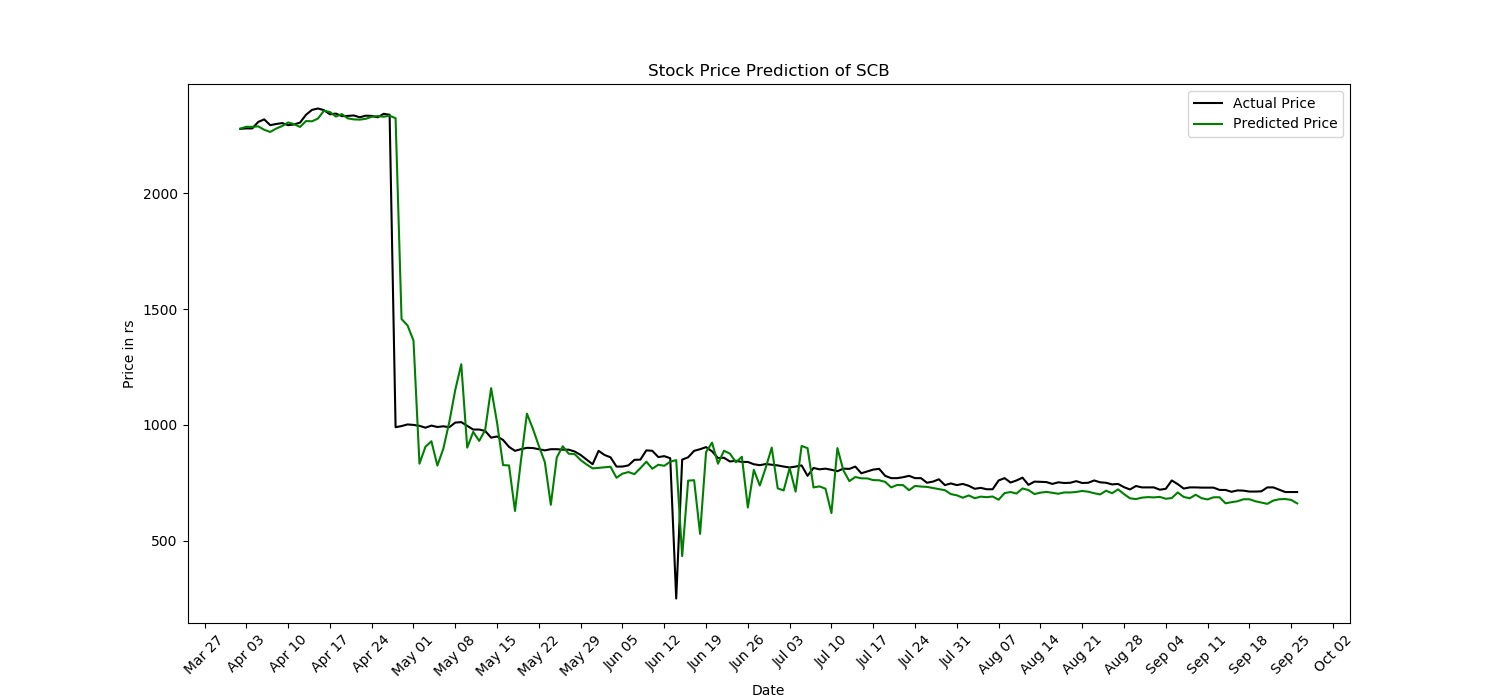 Stock Price Prediction of SCB
Actual Price
Predicted Price
Price in rs
2000
1500
1000
500
Mar 27
Apr 03
Apr 10
Apr 17
Apr 24
May 01
May 08
May 15
May 22
May 29
Jun 05
Jun 12
Jun 19
Jun 26
Jul 03
Jul 10
Jul 17
Jul 24
Jul 31
Aug 07
Aug 14
Aug 21
Aug 28
Sep 04
Sep 11
Sep 18
Sep 25
Oct 02
Date